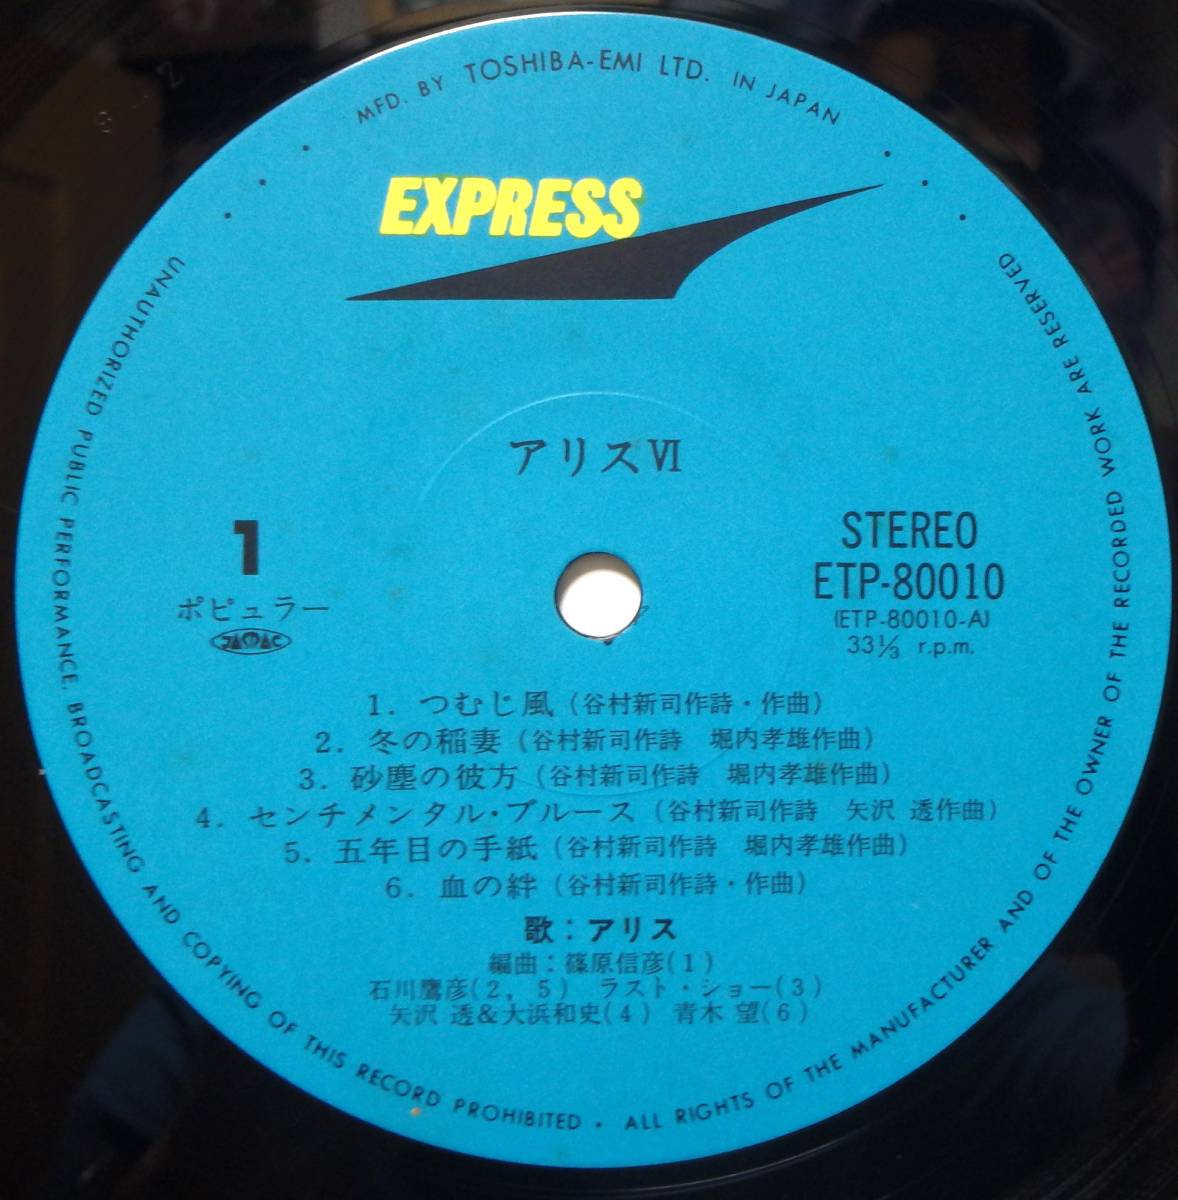 MFD. BY TOSHIBA-EMI LTD. IN JAPAN
EXPRESS
アリスⅥ
1
ポピュラー
STEREO
ETP-80010
(ETP-80010-A)
33⅓ r.p.m.
1. つむじ風 (谷村新司作詩・作曲)
2. 冬の稲妻 (谷村新司作詩 堀内孝雄作曲)
3. 砂塵の彼方 (谷村新司作詩 堀内孝雄作曲)
4. センチメンタル・ブルース (谷村新司作詩 矢沢 透作曲)
5. 五年目の手紙 (谷村新司作詩 堀内孝雄作曲)
6. 血の絆 (谷村新司作詩・作曲)
歌:アリス
編曲:篠原信彦(1)
石川鷹彦(2, 5) ラスト・ショー(3)
矢沢 透&大浜和史(4) 青木 望(6)
UNAUTHORIZED PUBLIC PERFORMANCE, BROADCASTING AND COPYING OF THIS RECORD PROHIBITED • ALL RIGHTS OF THE MANUFACTURER AND OF THE OWNER OF THE RECORDED WORK ARE RESERVED